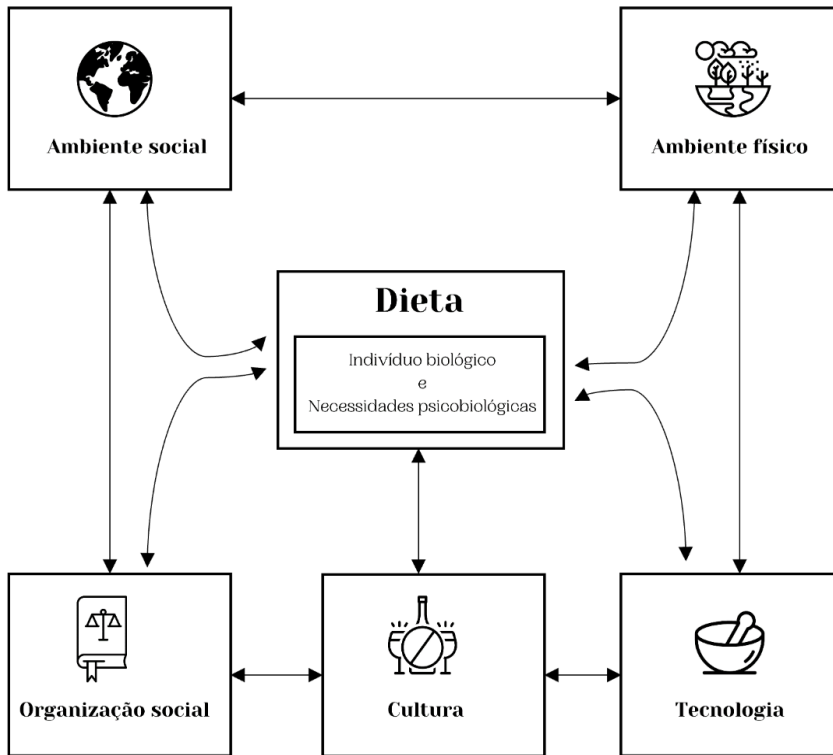 Ambiente social
Ambiente físico
Dieta
Indivíduo biológico
e
Necessidades psicobiológicas
Organização social
Cultura
Tecnologia